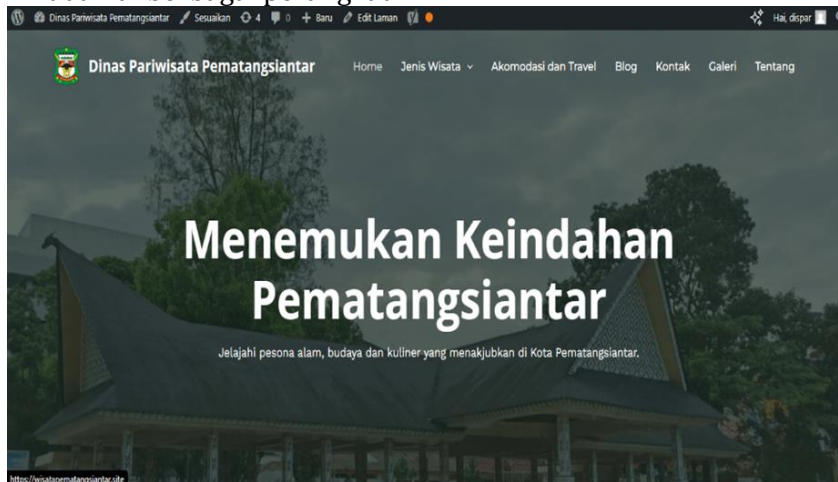 Dinas Pariwisata Pematangsiantar Sesuaikan 4 0 + Baru Edit Laman Hai, dispar
Dinas Pariwisata Pematangsiantar Home Jenis Wisata Akomodasi dan Travel Blog Kontak Galeri Tentang
Menemukan Keindahan
Pematangsiantar
Jelajahi pesona alam, budaya dan kuliner yang menakjubkan di Kota Pematangsiantar.
https://wisatapematangsiantar.site